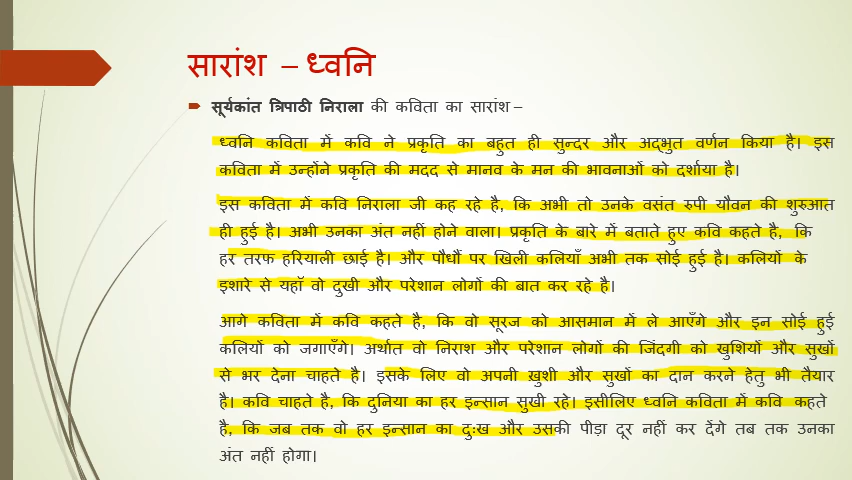 सारांश – ध्वनि
सूर्यकांत त्रिपाठी निराला की कविता का सारांश –
ध्वनि कविता में कवि ने प्रकृति का बहुत ही सुन्दर और अद्भुत वर्णन किया है। इस
कविता में उन्होंने प्रकृति की मदद से मानव के मन की भावनाओं को दर्शाया है।
इस कविता में कवि निराला जी कह रहे है, कि अभी तो उनके वसंत रुपी यौवन की शुरुआत
ही हुई है। अभी उनका अंत नहीं होने वाला। प्रकृति के बारे में बताते हुए कवि कहते है, कि
हर तरफ हरियाली छाई है। और पौधों पर खिली कलियाँ अभी तक सोई हुई है। कलियों के
इशारे से यहाँ वो दुखी और परेशान लोगों की बात कर रहे है।
आगे कविता में कवि कहते है, कि वो सूरज को आसमान में ले आएँगे और इन सोई हुई
कलियों को जगाएँगे। अर्थात वो निराश और परेशान लोगों की जिंदगी को खुशियों और सुखों
से भर देना चाहते है। इसके लिए वो अपनी ख़ुशी और सुखों का दान करने हेतु भी तैयार
है। कवि चाहते है, कि दुनिया का हर इन्सान सुखी रहे। इसीलिए ध्वनि कविता में कवि कहते
है, कि जब तक वो हर इन्सान का दुःख और उसकी पीड़ा दूर नहीं कर देंगे तब तक उनका
अंत नहीं होगा।